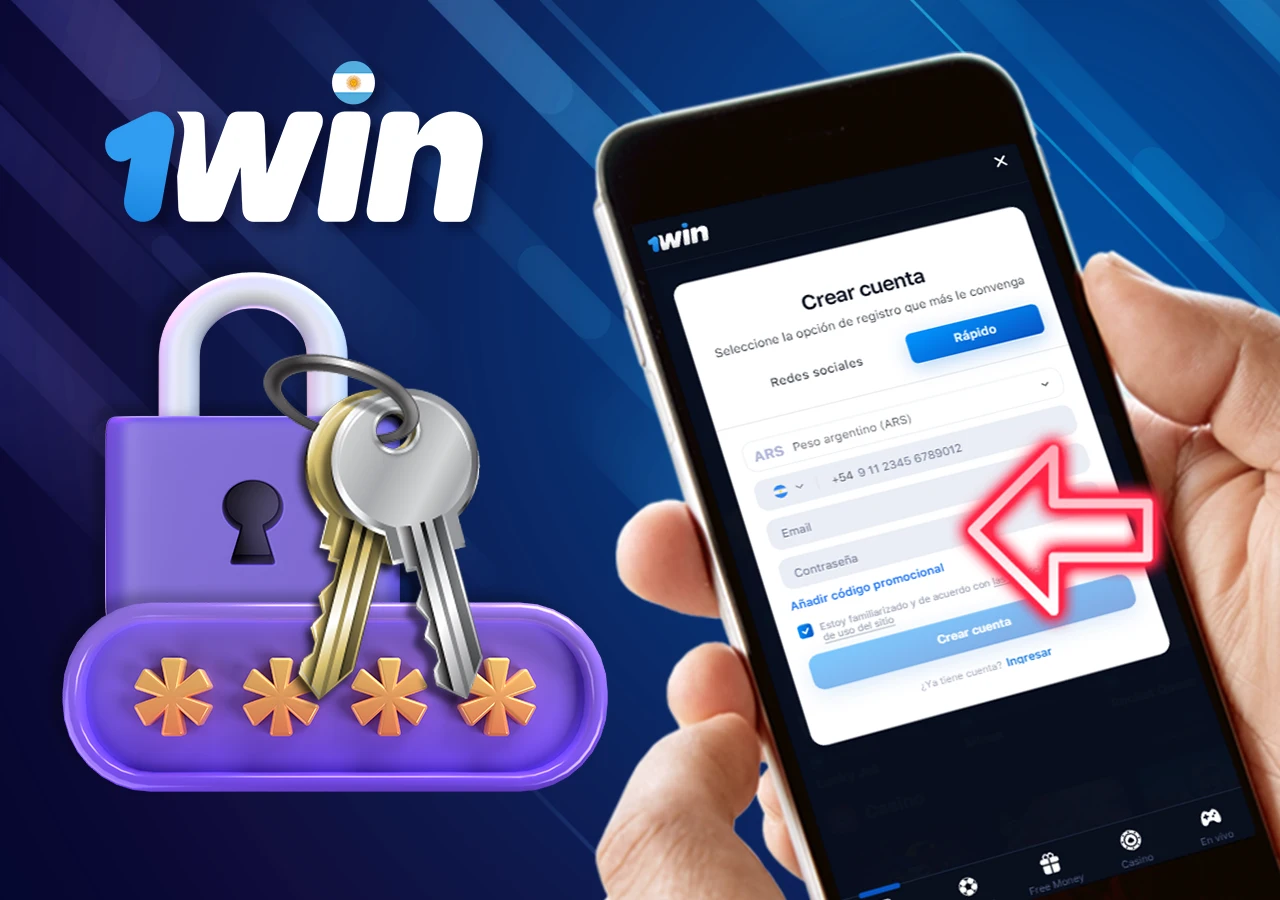 1win
1win
Crear cuenta
Seleccione la opción de registro que más le convenga
Redes sociales
Rápido
ARS Peso argentino (ARS)
+54 9 11 2345 6789012
Email
Contraseña
Añadir código promocional
Estoy familiarizado y de acuerdo con las
de uso del sitio
Crear cuenta
¿Ya tiene cuenta? Ingresar
Free Money
Casino
En vivo